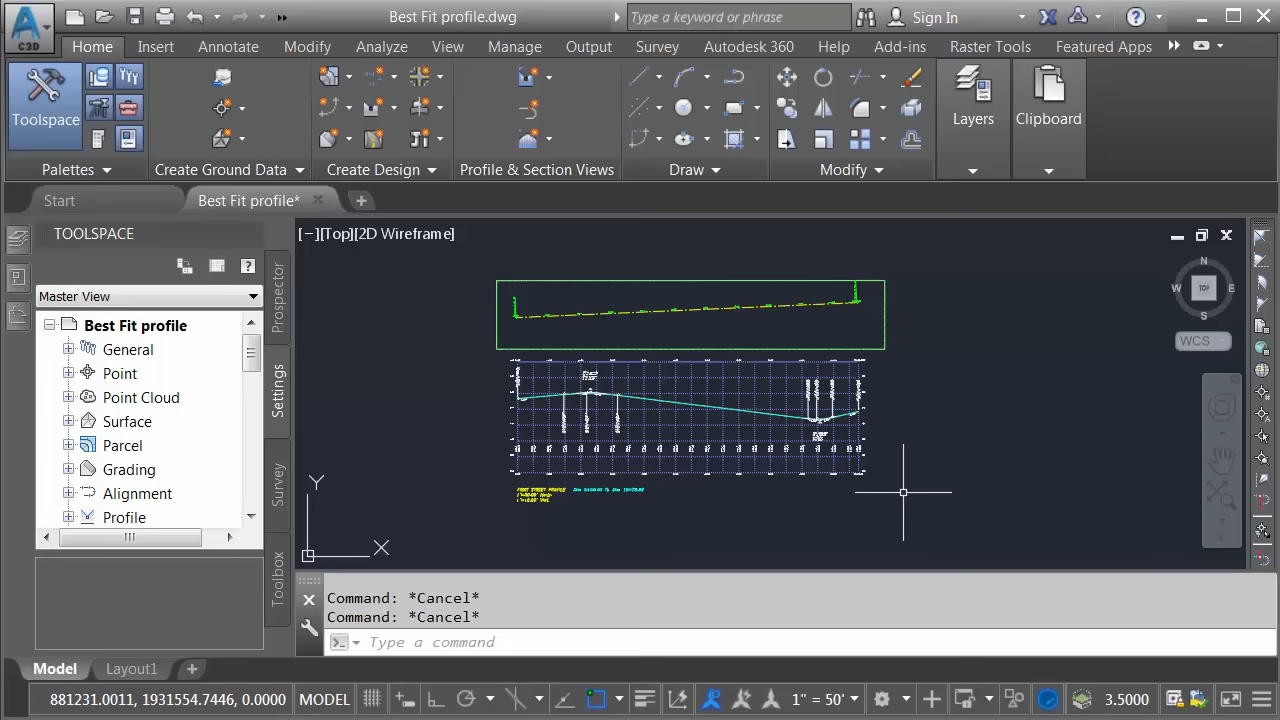 C3D
Best Fit profile.dwg
Type a keyword or phrase
Sign In
Home
Insert
Annotate
Modify
Analyze
View
Manage
Output
Survey
Autodesk 360
Help
Add-ins
Raster Tools
Featured Apps
Toolspace
Layers
Clipboard
Palettes
Create Ground Data
Create Design
Profile & Section Views
Draw
Modify
Start
Best Fit profile*
TOOLSPACE
[−][Top][2D Wireframe]
Master View
Best Fit profile
General
Point
Point Cloud
Surface
Parcel
Grading
Alignment
Profile
Prospector
Settings
Survey
Toolbox
N
W
TOP
E
S
WCS
FIRST STREET PROFILE
Y
X
Command: *Cancel*
Command: *Cancel*
Type a command
Model
Layout1
881231.0011, 1931554.7446, 0.0000
MODEL
1" = 50'
3.5000